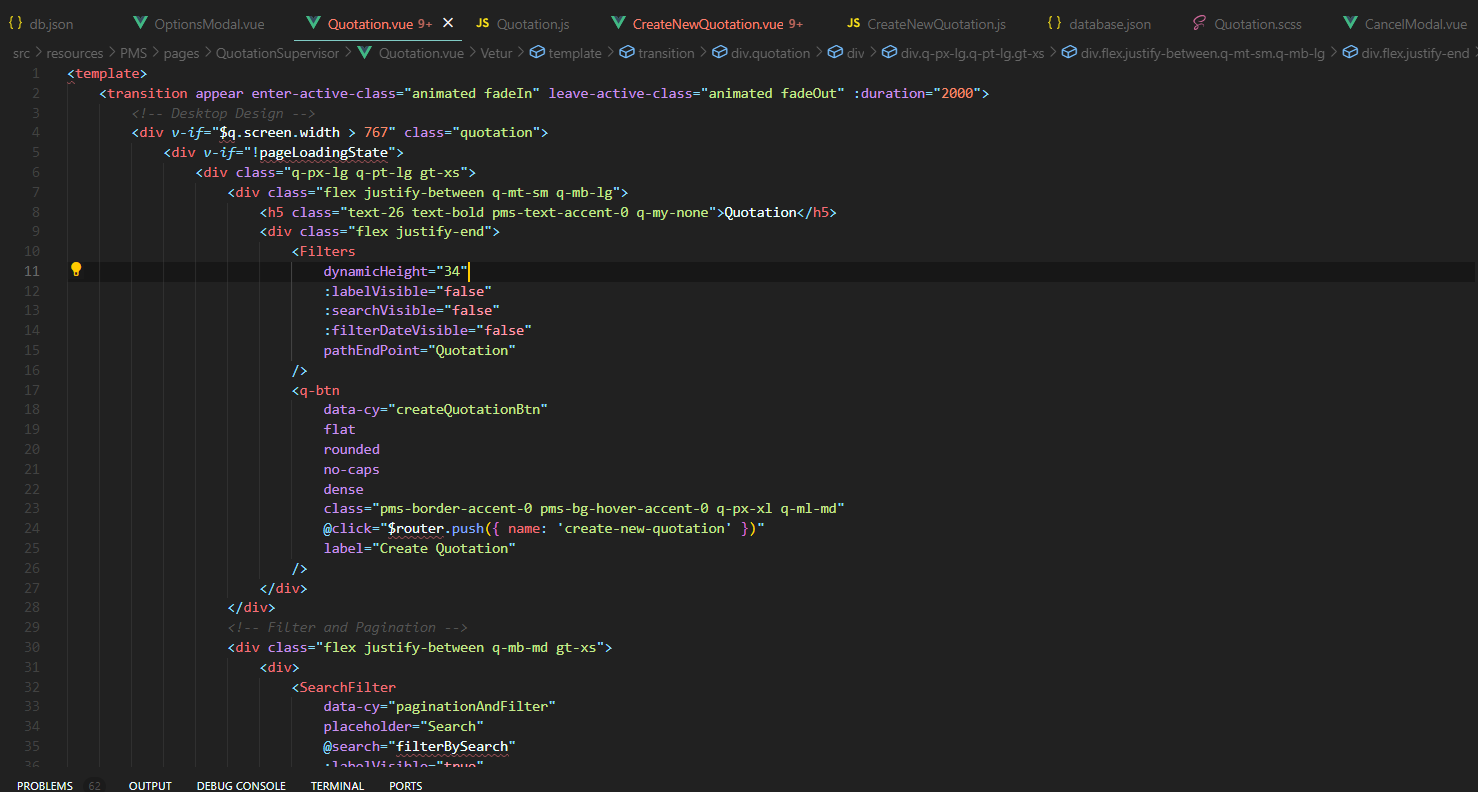 {} db.json OptionsModal.vue Quotation.vue 9+ × JS Quotation.js CreateNewQuotation.vue 9+ JS CreateNewQuotation.js {} database.json Quotation.scss CancelModal.vue
src > resources > PMS > pages > QuotationSupervisor > Quotation.vue > Vetur > template > transition > div.quotation > div > div.q-px-lg.q-pt-lg.gt-xs > div.flex.justify-between.q-mt-sm.q-mb-lg > div.flex.justify-end >
1 <template>
2 <transition appear enter-active-class="animated fadeIn" leave-active-class="animated fadeOut" :duration="2000">
3 <!-- Desktop Design -->
4 <div v-if="$q.screen.width > 767" class="quotation">
5 <div v-if="!pageLoadingState">
6 <div class="q-px-lg q-pt-lg gt-xs">
7 <div class="flex justify-between q-mt-sm q-mb-lg">
8 <h5 class="text-26 text-bold pms-text-accent-0 q-my-none">Quotation</h5>
9 <div class="flex justify-end">
10 <Filters
11 dynamicHeight="34"
12 :labelVisible="false"
13 :searchVisible="false"
14 :filterDateVisible="false"
15 pathEndPoint="Quotation"
16 />
17 <q-btn
18 data-cy="createQuotationBtn"
19 flat
20 rounded
21 no-caps
22 dense
23 class="pms-border-accent-0 pms-bg-hover-accent-0 q-px-xl q-ml-md"
24 @click="$router.push({ name: 'create-new-quotation' })"
25 label="Create Quotation"
26 />
27 </div>
28 </div>
29 <!-- Filter and Pagination -->
30 <div class="flex justify-between q-mb-md gt-xs">
31 <div>
32 <SearchFilter
33 data-cy="paginationAndFilter"
34 placeholder="Search"
35 @search="filterBySearch"
36 :labelVisible="true"
PROBLEMS 62 OUTPUT DEBUG CONSOLE TERMINAL PORTS